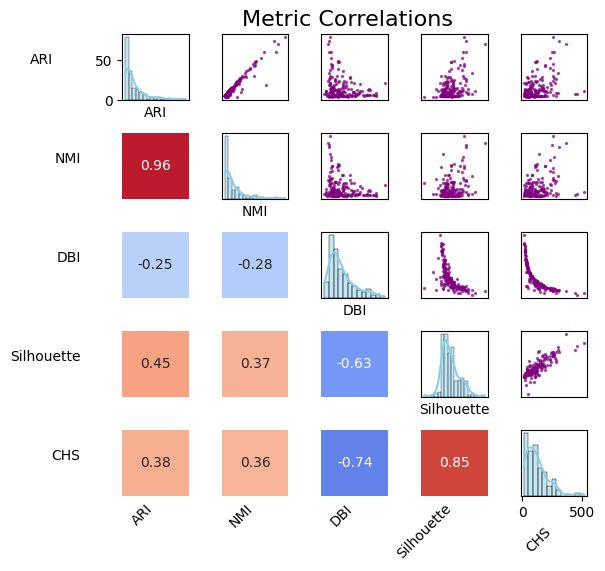 Metric Correlations
ARI
50
0
ARI
NMI
0.96
NMI
DBI
-0.25
-0.28
DBI
Silhouette
0.45
0.37
-0.63
Silhouette
CHS
0.38
0.36
-0.74
0.85
0
500
ARI
NMI
DBI
Silhouette
CHS